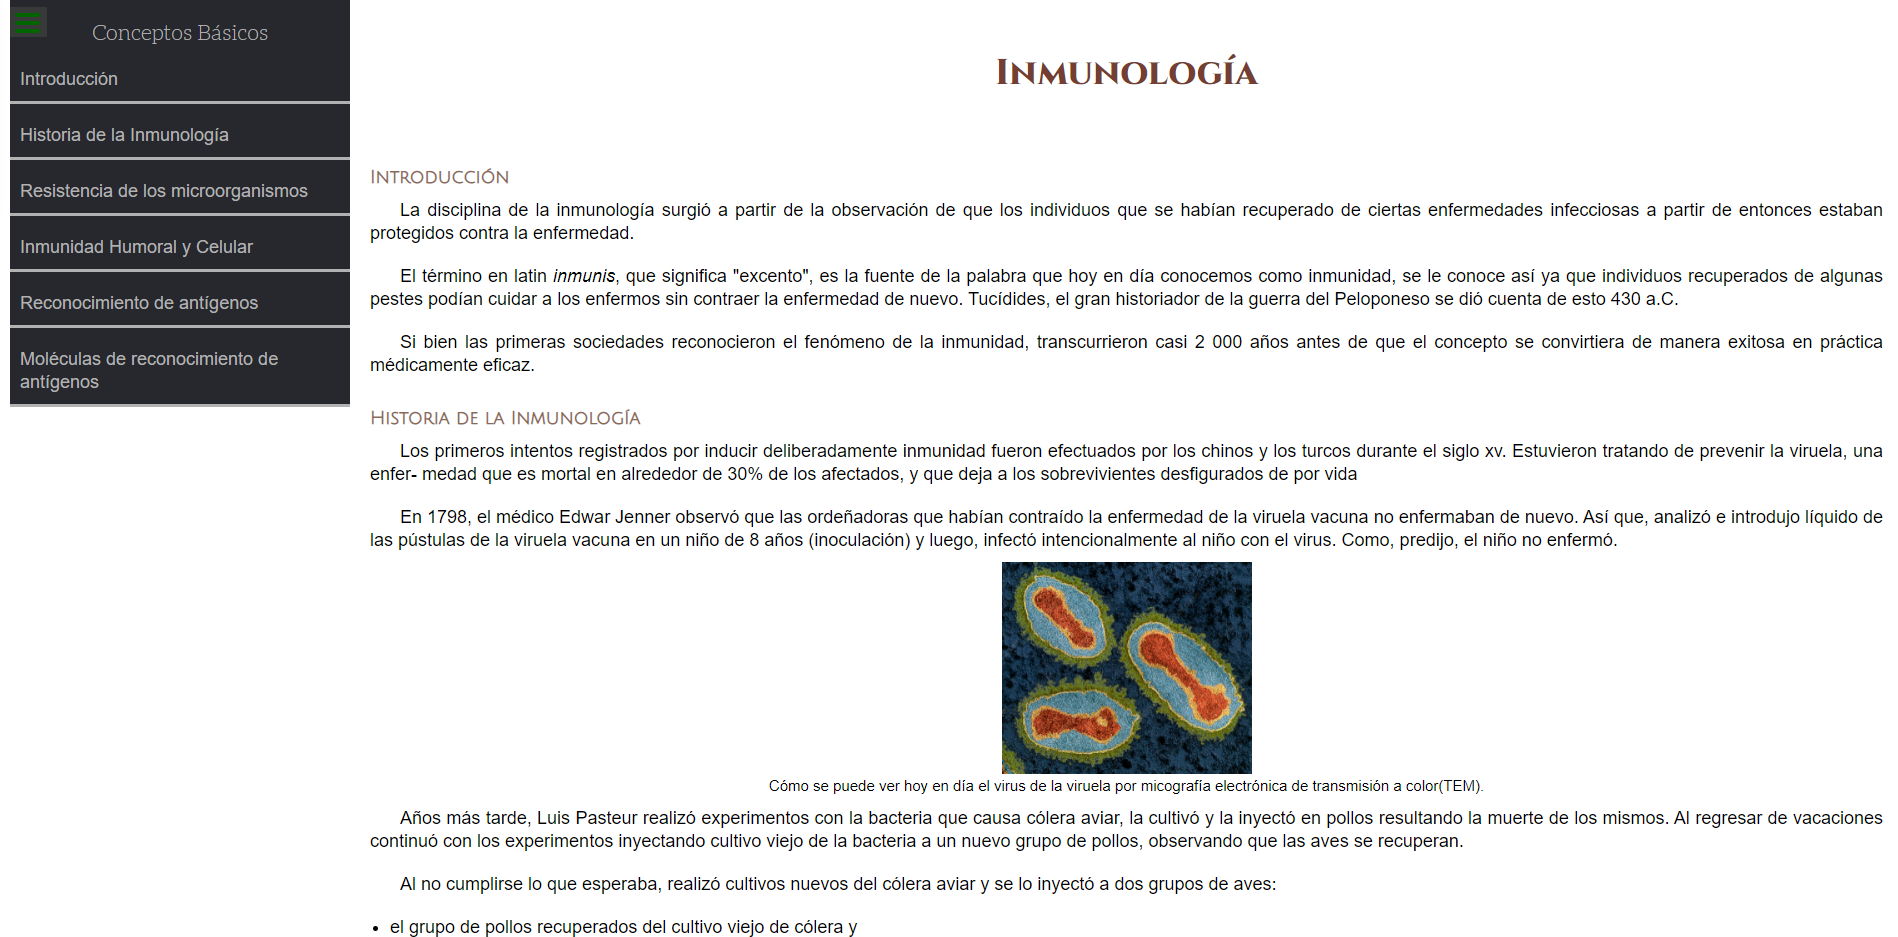 Conceptos Básicos
Introducción
Historia de la Inmunología
Resistencia de los microorganismos
Inmunidad Humoral y Celular
Reconocimiento de antígenos
Moléculas de reconocimiento de
antígenos
Inmunología
Introducción
La disciplina de la inmunología surgió a partir de la observación de que los individuos que se habían recuperado de ciertas enfermedades infecciosas a partir de entonces estaban
protegidos contra la enfermedad.
El término en latin inmunis, que significa "excento", es la fuente de la palabra que hoy en día conocemos como inmunidad, se le conoce así ya que individuos recuperados de algunas
pestes podían cuidar a los enfermos sin contraer la enfermedad de nuevo. Tucídides, el gran historiador de la guerra del Peloponeso se dió cuenta de esto 430 a.C.
Si bien las primeras sociedades reconocieron el fenómeno de la inmunidad, transcurrieron casi 2 000 años antes de que el concepto se convirtiera de manera exitosa en práctica
médicamente eficaz.
Historia de la Inmunología
Los primeros intentos registrados por inducir deliberadamente inmunidad fueron efectuados por los chinos y los turcos durante el siglo xv. Estuvieron tratando de prevenir la viruela, una
enfer- medad que es mortal en alrededor de 30% de los afectados, y que deja a los sobrevivientes desfigurados de por vida
En 1798, el médico Edwar Jenner observó que las ordeñadoras que habían contraído la enfermedad de la viruela vacuna no enfermaban de nuevo. Así que, analizó e introdujo líquido de
las pústulas de la viruela vacuna en un niño de 8 años (inoculación) y luego, infectó intencionalmente al niño con el virus. Como, predijo, el niño no enfermó.
Cómo se puede ver hoy en día el virus de la viruela por micografía electrónica de transmisión a color(TEM).
Años más tarde, Luis Pasteur realizó experimentos con la bacteria que causa cólera aviar, la cultivó y la inyectó en pollos resultando la muerte de los mismos. Al regresar de vacaciones
continuó con los experimentos inyectando cultivo viejo de la bacteria a un nuevo grupo de pollos, observando que las aves se recuperan.
Al no cumplirse lo que esperaba, realizó cultivos nuevos del cólera aviar y se lo inyectó a dos grupos de aves:
• el grupo de pollos recuperados del cultivo viejo de cólera y